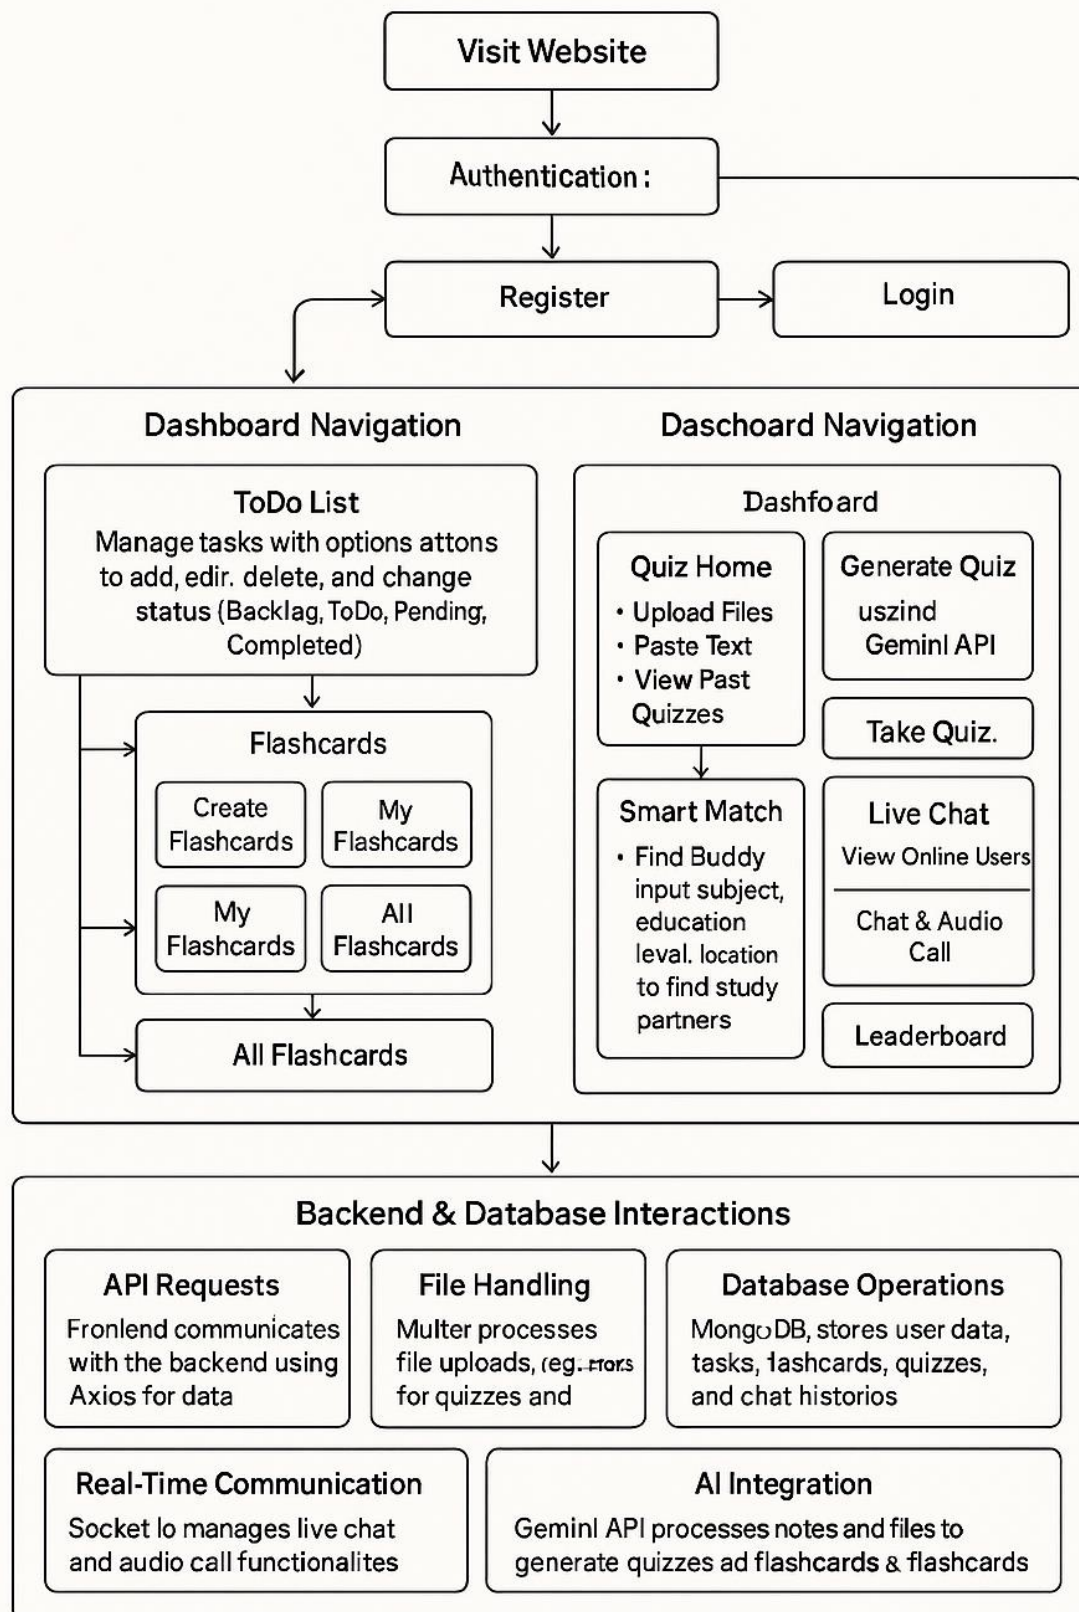 Visit Website
Authentication:
Register
Login
Dashboard Navigation
ToDo List
Manage tasks with options attons
to add, edir. delete, and change
status (Backlag, ToDo, Pending,
Completed)
Flashcards
Create
Flashcards
My
Flashcards
My
Flashcards
All
Flashcards
All Flashcards
Daschoard Navigation
Dashfoard
Quiz Home
• Upload Files
• Paste Text
• View Past
Quizzes
Generate Quiz
uszind
Geminl API
Take Quiz.
Smart Match
• Find Buddy
input subject,
education
leval. location
to find study
partners
Live Chat
View Online Users
Chat & Audio
Call
Leaderboard
Backend & Database Interactions
API Requests
Fronlend communicates
with the backend using
Axios for data
File Handling
Multer processes
file uploads, (eg.
for quizzes and
Database Operations
MongoDB, stores user data,
tasks, flashcards, quizzes,
and chat historios
Real-Time Communication
Socket lo manages live chat
and audio call functionalites
AI Integration
Geminl API processes notes and files to
generate quizzes ad flashcards & flashcards